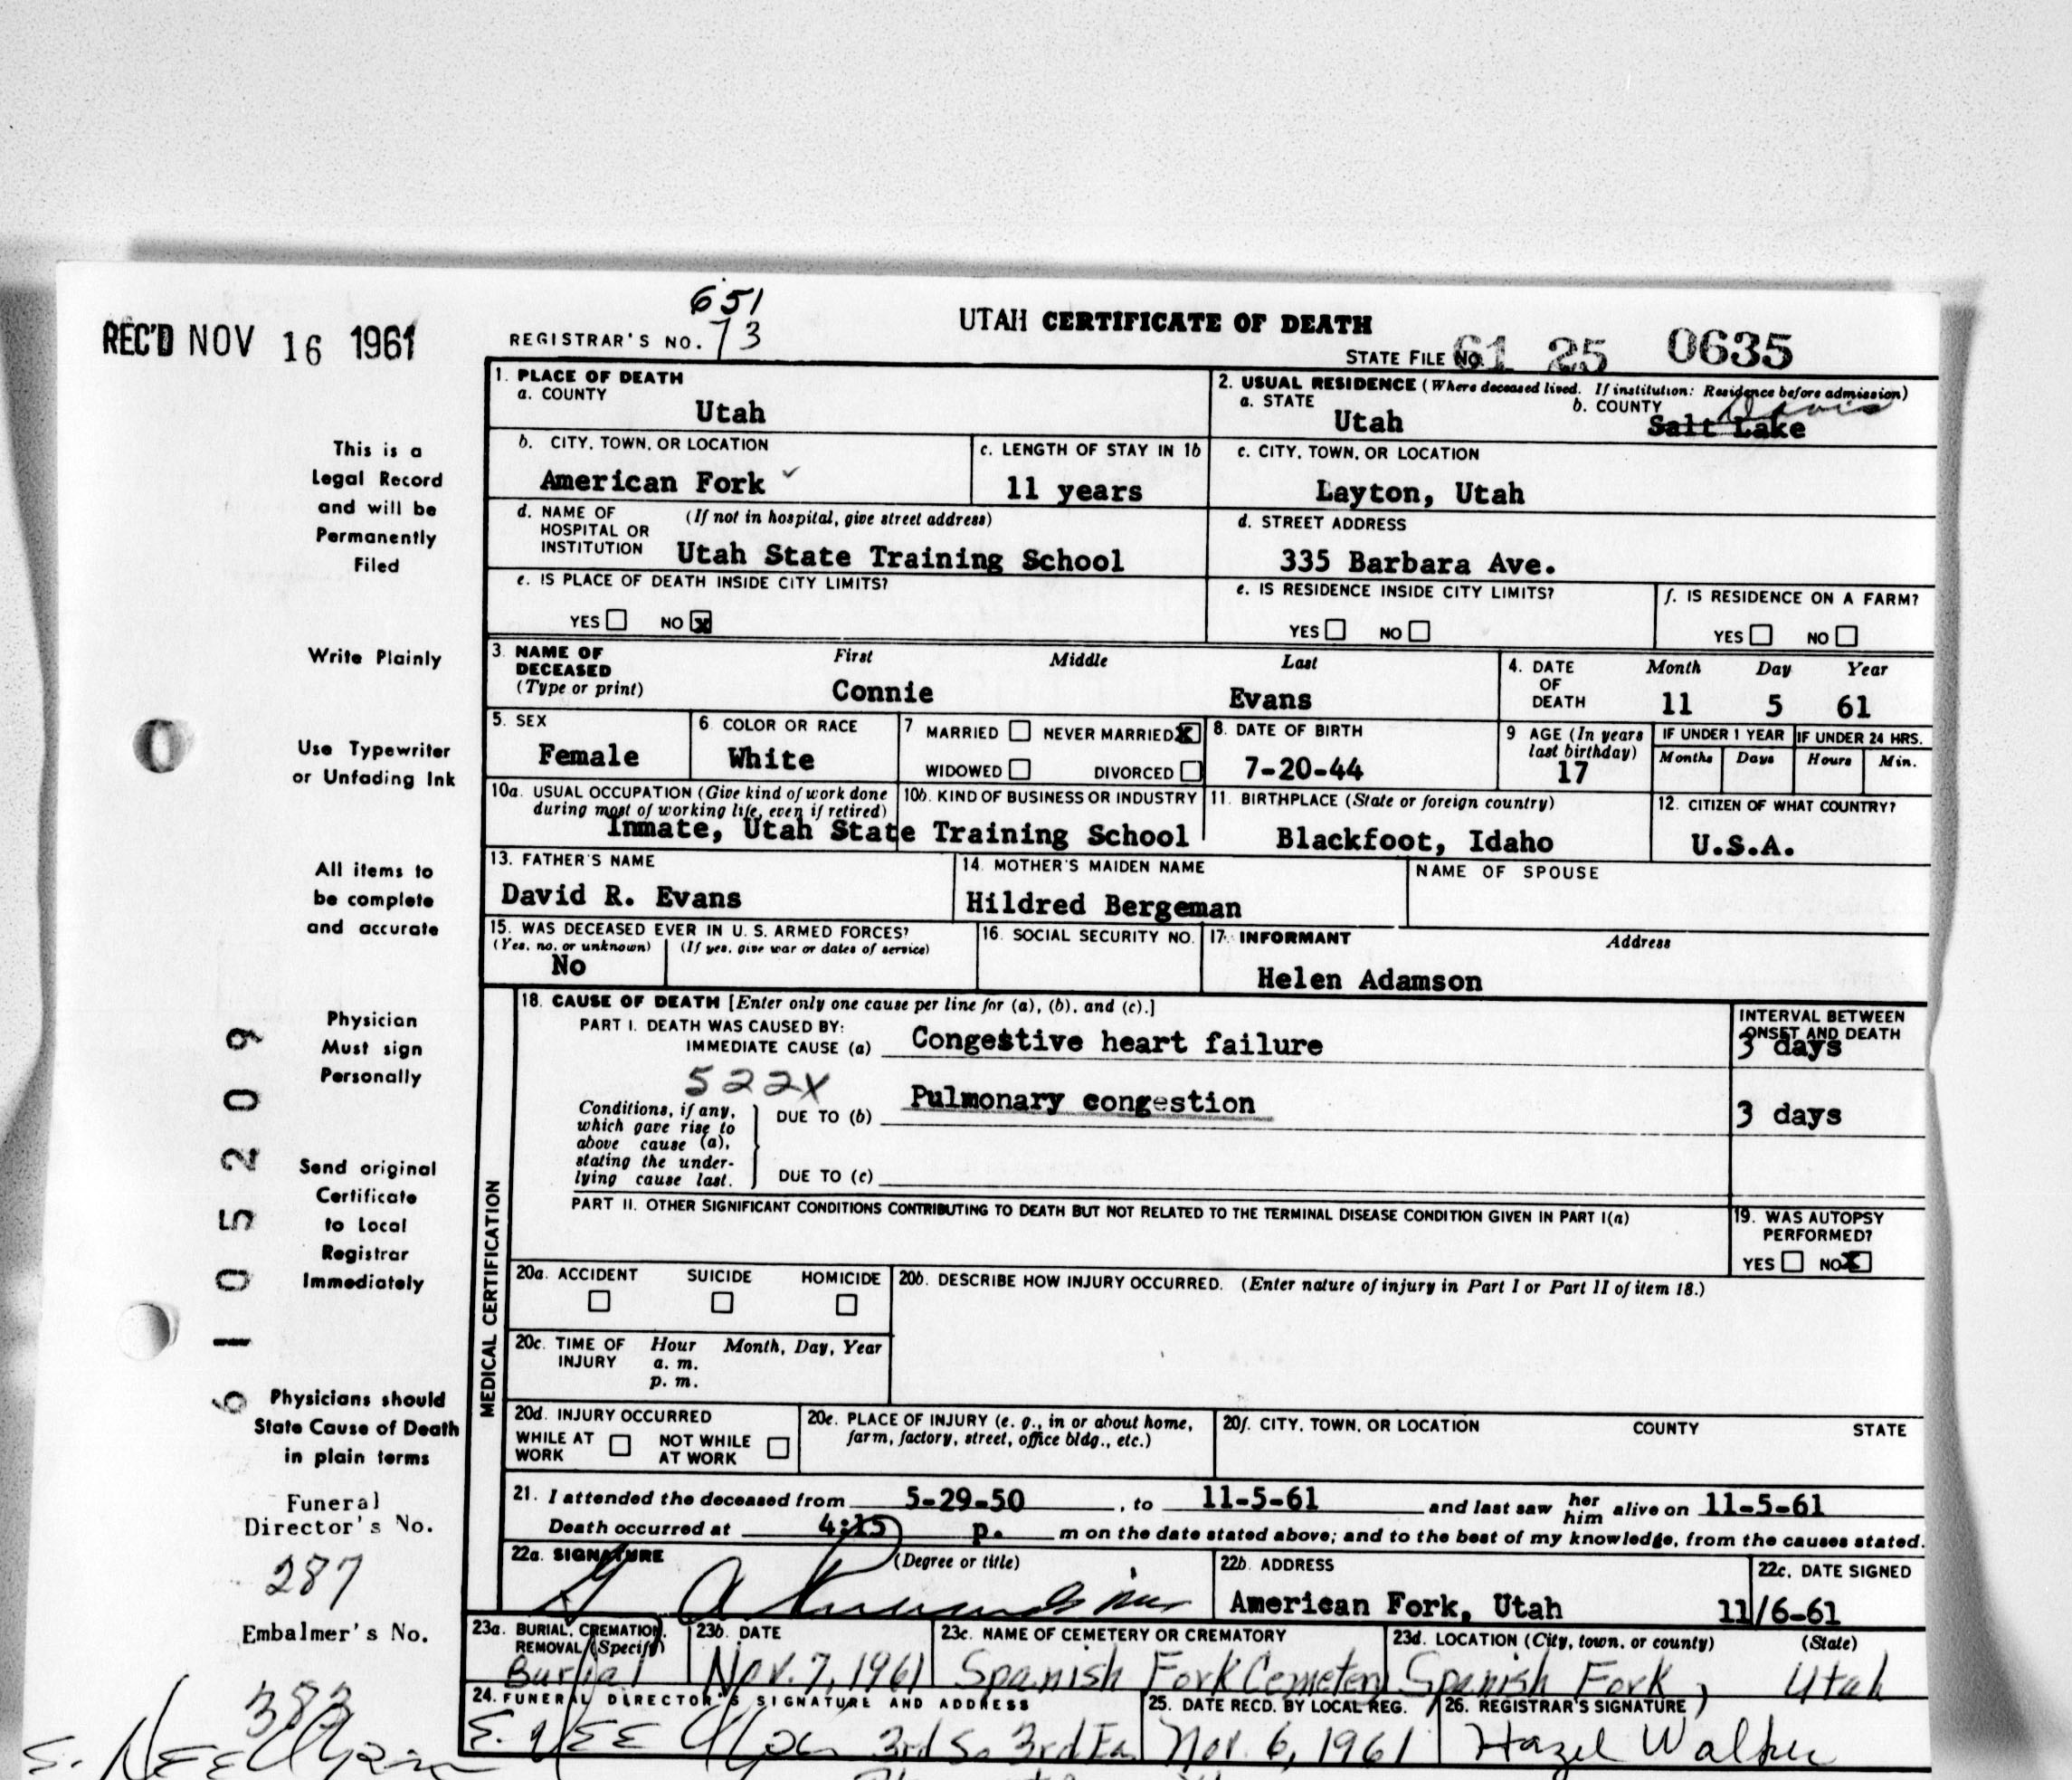 651
REC'D NOV 16 1961
REGISTRAR'S NO. 73
UTAH CERTIFICATE OF DEATH
STATE FILE NO. 61 25 0635
1. PLACE OF DEATH
a. COUNTY
Utah
2. USUAL RESIDENCE (Where deceased lived. If institution: Residence before admission)
a. STATE
Utah
b. COUNTY
Davis
Salt Lake
b. CITY, TOWN, OR LOCATION
American Fork ✓
c. LENGTH OF STAY IN 1b
11 years
c. CITY, TOWN, OR LOCATION
Layton, Utah
d. NAME OF HOSPITAL OR INSTITUTION
(If not in hospital, give street address)
Utah State Training School
d. STREET ADDRESS
335 Barbara Ave.
e. IS PLACE OF DEATH INSIDE CITY LIMITS?
YES NO X
e. IS RESIDENCE INSIDE CITY LIMITS?
YES NO
f. IS RESIDENCE ON A FARM?
YES NO
3. NAME OF DECEASED (Type or print)
First Middle Last
Connie Evans
4. DATE OF DEATH
Month Day Year
11 5 61
5. SEX
Female
6 COLOR OR RACE
White
7 MARRIED NEVER MARRIED X
WIDOWED DIVORCED
8. DATE OF BIRTH
7-20-44
9 AGE (In years last birthday)
17
IF UNDER 1 YEAR
Months Days
IF UNDER 24 HRS.
Hours Min.
10a. USUAL OCCUPATION (Give kind of work done during most of working life, even if retired)
10b. KIND OF BUSINESS OR INDUSTRY
Inmate, Utah State Training School
11. BIRTHPLACE (State or foreign country)
Blackfoot, Idaho
12. CITIZEN OF WHAT COUNTRY?
U.S.A.
13. FATHER'S NAME
David R. Evans
14. MOTHER'S MAIDEN NAME
Hildred Bergeman
NAME OF SPOUSE
15. WAS DECEASED EVER IN U. S. ARMED FORCES?
(Yes, no, or unknown) (If yes, give war or dates of service)
No
16. SOCIAL SECURITY NO.
17. INFORMANT Address
Helen Adamson
MEDICAL CERTIFICATION
18. CAUSE OF DEATH [Enter only one cause per line for (a), (b), and (c).]
PART I. DEATH WAS CAUSED BY:
IMMEDIATE CAUSE (a) Congestive heart failure
INTERVAL BETWEEN ONSET AND DEATH
3 days
522X
Conditions, if any, which gave rise to above cause (a), stating the underlying cause last.
DUE TO (b) Pulmonary congestion
3 days
DUE TO (c)
PART II. OTHER SIGNIFICANT CONDITIONS CONTRIBUTING TO DEATH BUT NOT RELATED TO THE TERMINAL DISEASE CONDITION GIVEN IN PART I(a)
19. WAS AUTOPSY PERFORMED?
YES NO X
20a. ACCIDENT SUICIDE HOMICIDE
20b. DESCRIBE HOW INJURY OCCURRED. (Enter nature of injury in Part I or Part II of item 18.)
20c. TIME OF INJURY
Hour Month, Day, Year
a. m.
p. m.
20d. INJURY OCCURRED
WHILE AT WORK NOT WHILE AT WORK
20e. PLACE OF INJURY (e. g., in or about home, farm, factory, street, office bldg., etc.)
20f. CITY, TOWN, OR LOCATION COUNTY STATE
21. I attended the deceased from 5-29-50, to 11-5-61 and last saw her him alive on 11-5-61
Death occurred at 4:15 p. m on the date stated above; and to the best of my knowledge, from the causes stated.
22a. SIGNATURE (Degree or title)
22b. ADDRESS
American Fork, Utah
22c. DATE SIGNED
11/6-61
23a. BURIAL, CREMATION, REMOVAL (Specify)
Burial
23b. DATE
Nov. 7, 1961
23c. NAME OF CEMETERY OR CREMATORY
Spanish Fork Cemetery
23d. LOCATION (City, town, or county) (State)
Spanish Fork, Utah
24. FUNERAL DIRECTOR'S SIGNATURE AND ADDRESS
3rd So 3rd Ea
25. DATE RECD. BY LOCAL REG.
Nov. 6, 1961
26. REGISTRAR'S SIGNATURE
Hazel Walker
This is a
Legal Record
and will be
Permanently
Filed
Write Plainly
Use Typewriter
or Unfading Ink
All items to
be complete
and accurate
Physician
Must sign
Personally
Send original
Certificate
to Local
Registrar
Immediately
Physicians should
State Cause of Death
in plain terms
Funeral
Director's No.
287
Embalmer's No.
383
6105209